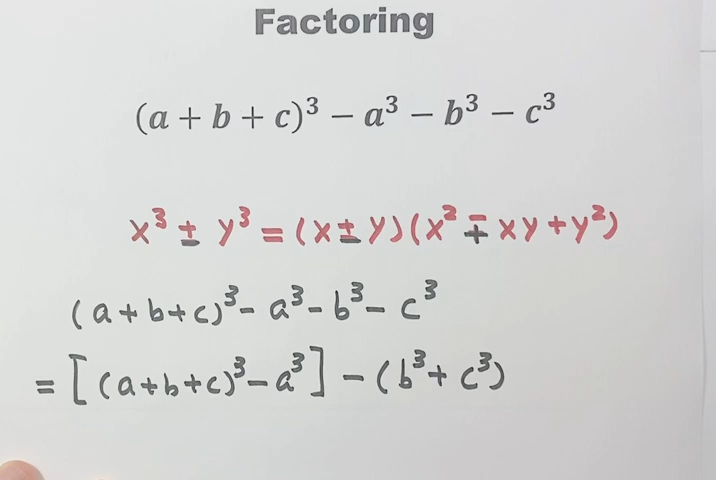 Factoring
(a + b + c)³ − a³ − b³ − c³
x³ ± y³ = (x ± y)(x² ∓ xy + y²)
(a + b + c)³ − a³ − b³ − c³
= [(a + b + c)³ − a³] − (b³ + c³)